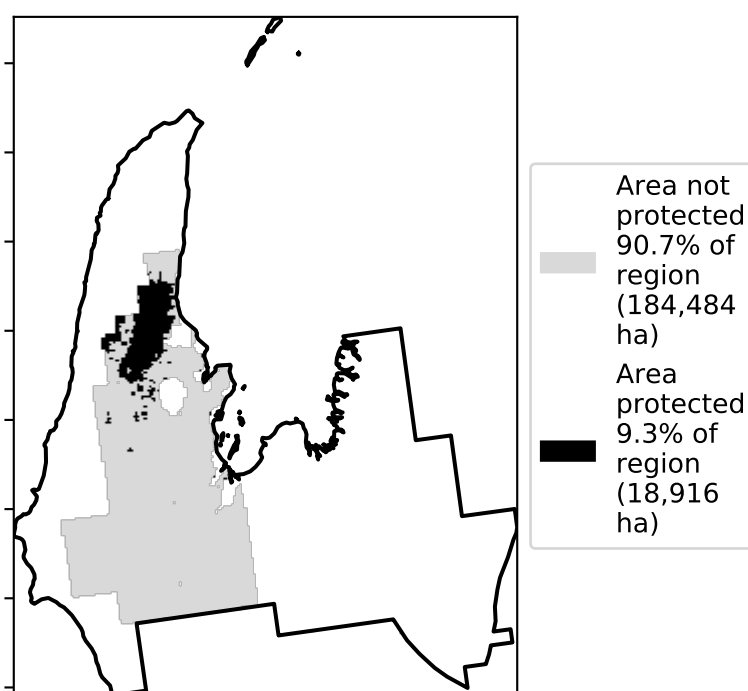 Area not
protected
90.7% of
region
(184,484
ha)
Area
protected
9.3% of
region
(18,916
ha)